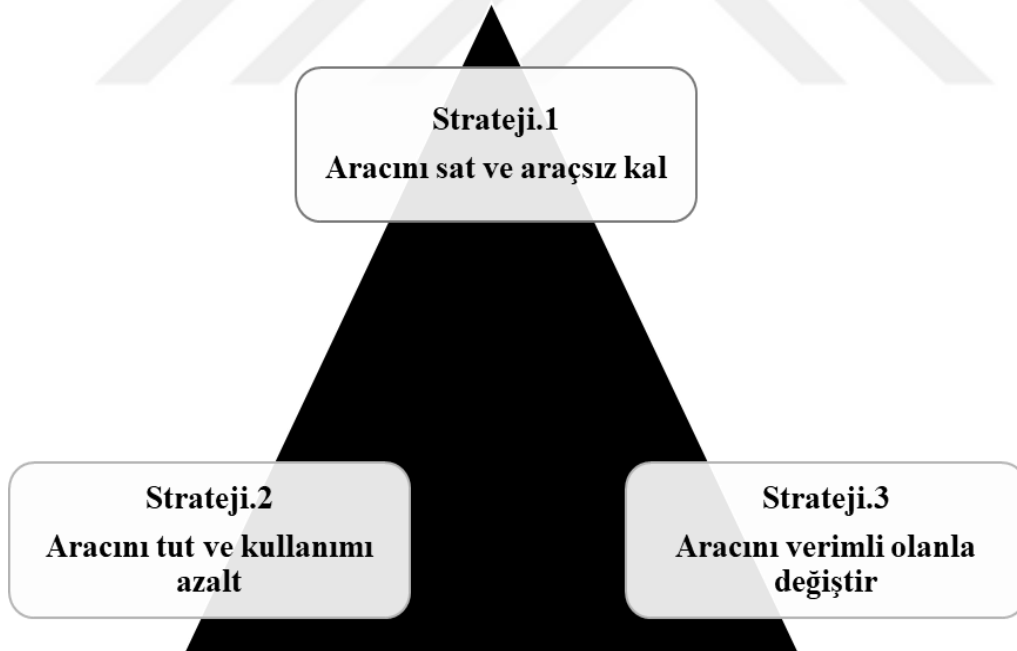 Strateji.1
Aracını sat ve araçsız kal
Strateji.2
Aracını tut ve kullanımı
azalt
Strateji.3
Aracını verimli olanla
değiştir